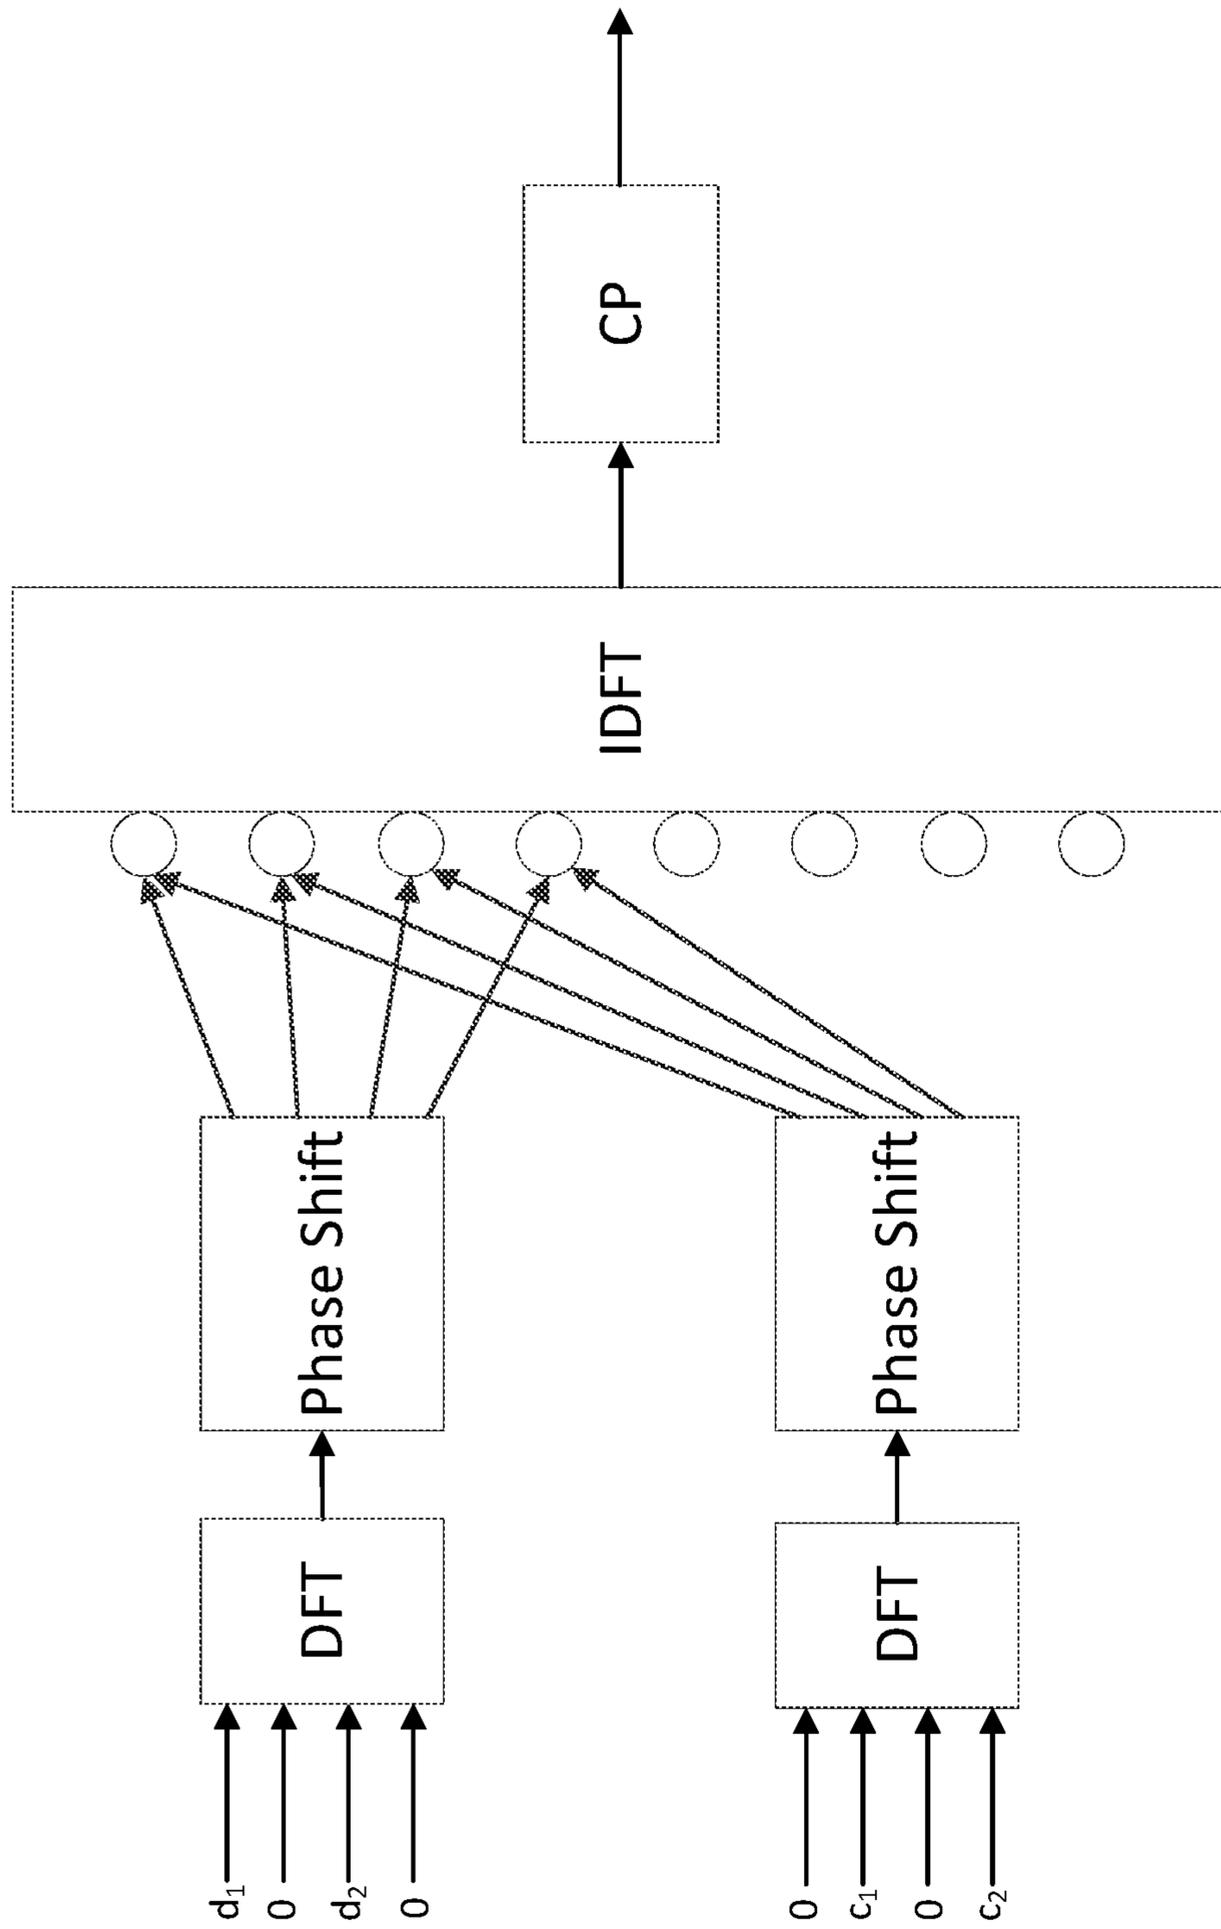 d₁
0
d₂
0
DFT
Phase Shift
0
c₁
0
c₂
DFT
Phase Shift
IDFT
CP